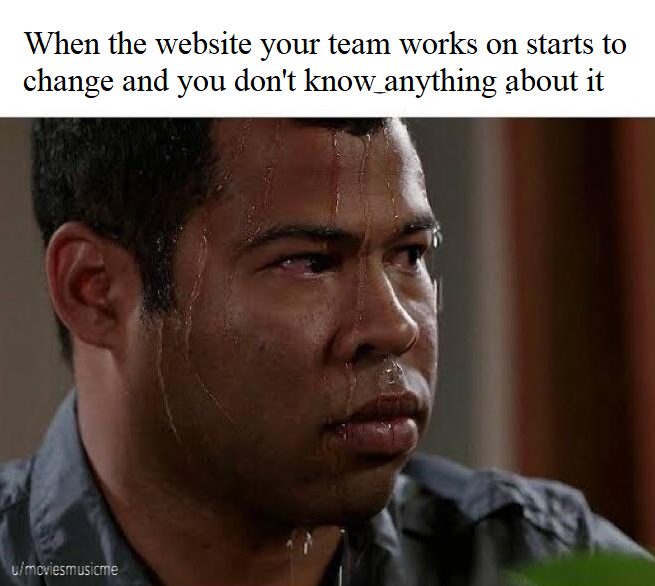 When the website your team works on starts to
change and you don't know anything about it
u/moviesmusicme